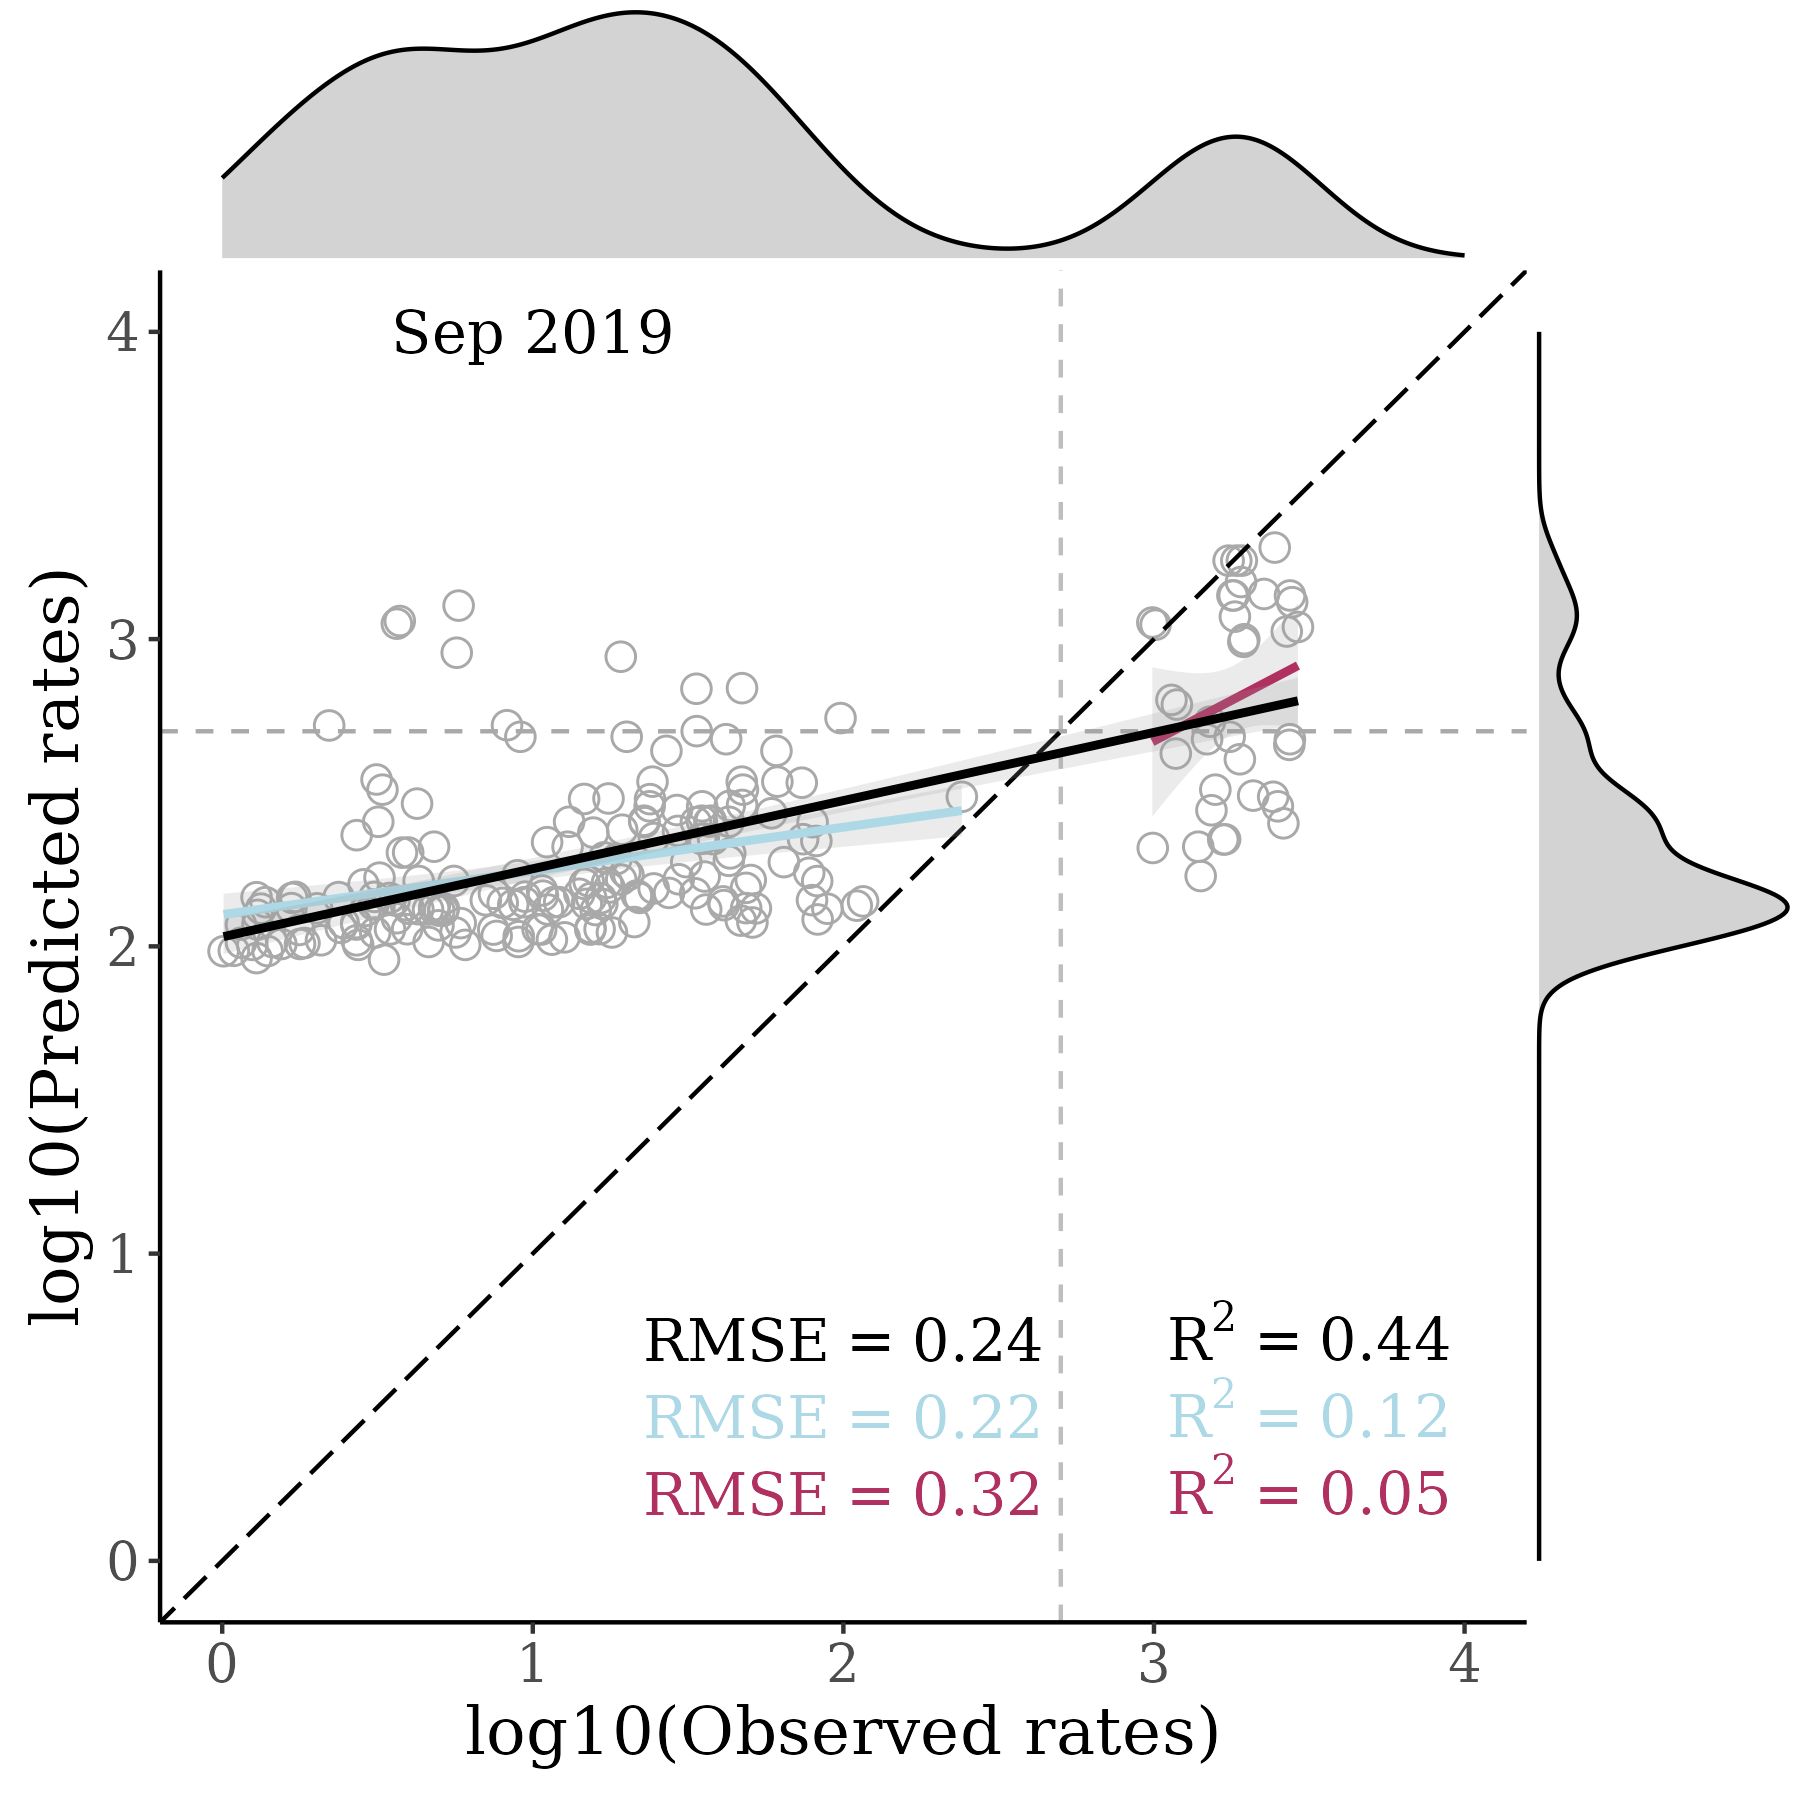 Sep 2019
4
3
2
1
0
log10(Predicted rates)
RMSE = 0.24 R² = 0.44
RMSE = 0.22 R² = 0.12
RMSE = 0.32 R² = 0.05
0 1 2 3 4
log10(Observed rates)